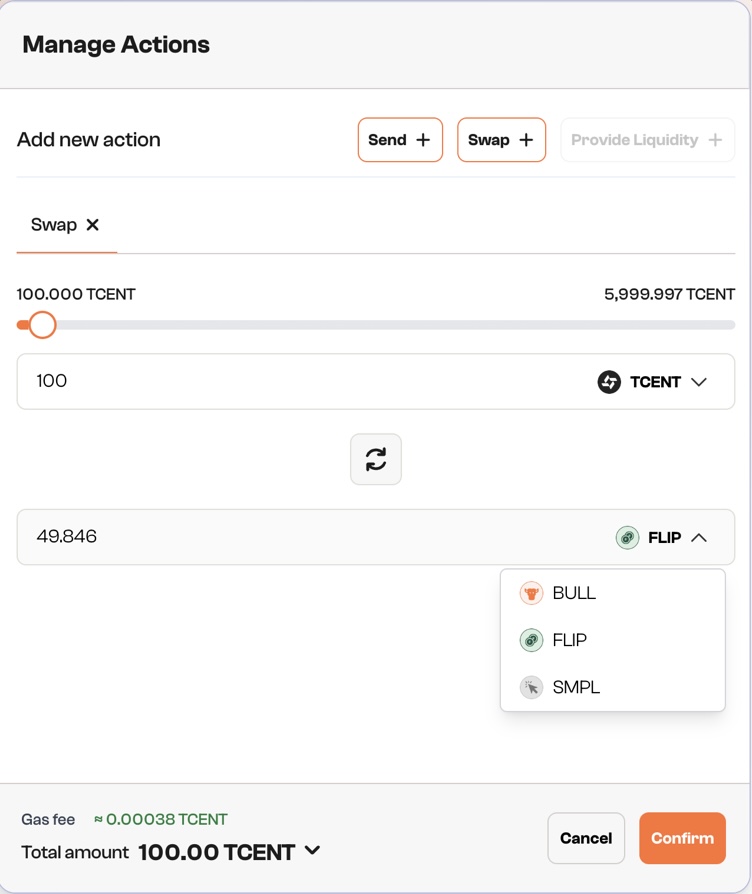 Manage Actions
Add new action
Send +
Swap +
Provide Liquidity +
Swap ×
100.000 TCENT
5,999.997 TCENT
100
TCENT
49.846
FLIP
BULL
FLIP
SMPL
Gas fee ≈ 0.00038 TCENT
Total amount 100.00 TCENT
Cancel
Confirm